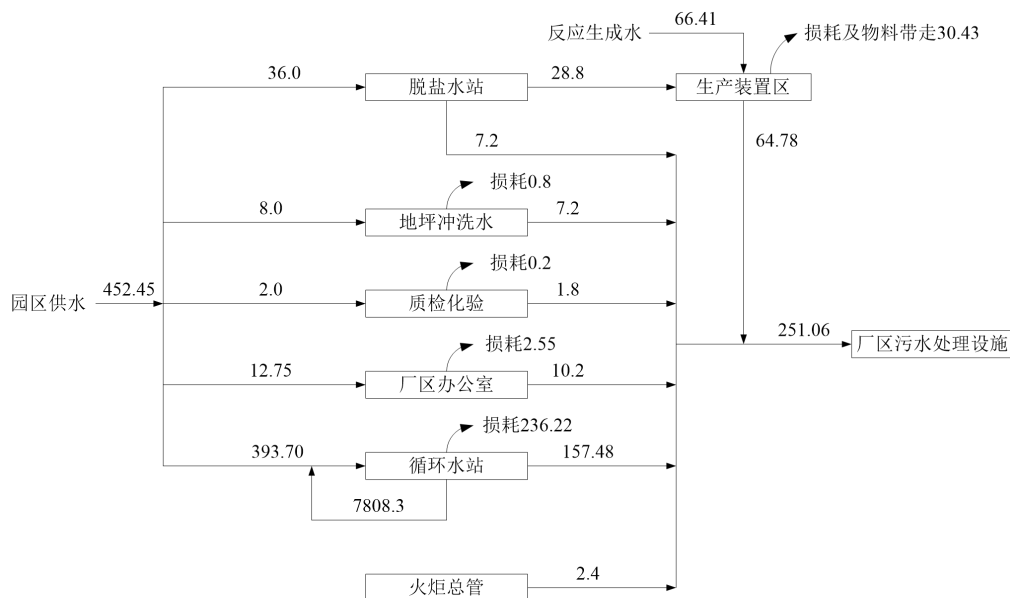 66.41
反应生成水
损耗及物料带走30.43
36.0
脱盐水站
28.8
生产装置区
7.2
64.78
损耗0.8
8.0
地坪冲洗水
7.2
损耗0.2
园区供水
452.45
2.0
质检化验
1.8
251.06
厂区污水处理设施
损耗2.55
12.75
厂区办公室
10.2
损耗236.22
393.70
循环水站
157.48
7808.3
火炬总管
2.4